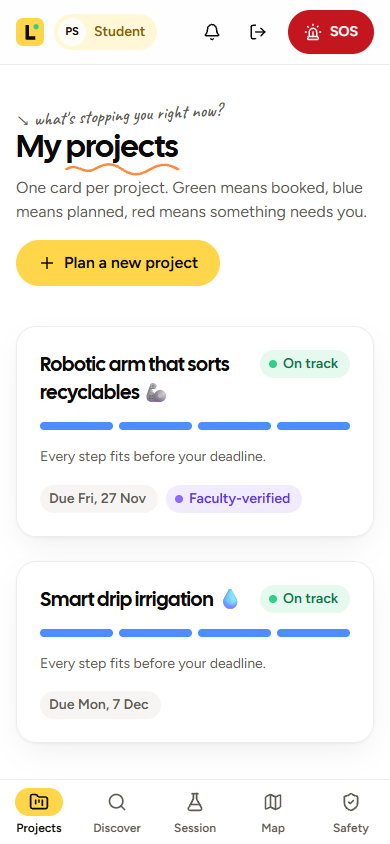 L
PS Student
SOS
↘ what's stopping you right now?
My projects
One card per project. Green means booked, blue
means planned, red means something needs you.
+ Plan a new project
Robotic arm that sorts
recyclables 🦾
On track
Every step fits before your deadline.
Due Fri, 27 Nov
Faculty-verified
Smart drip irrigation 💧
On track
Every step fits before your deadline.
Due Mon, 7 Dec
Projects Discover Session Map Safety